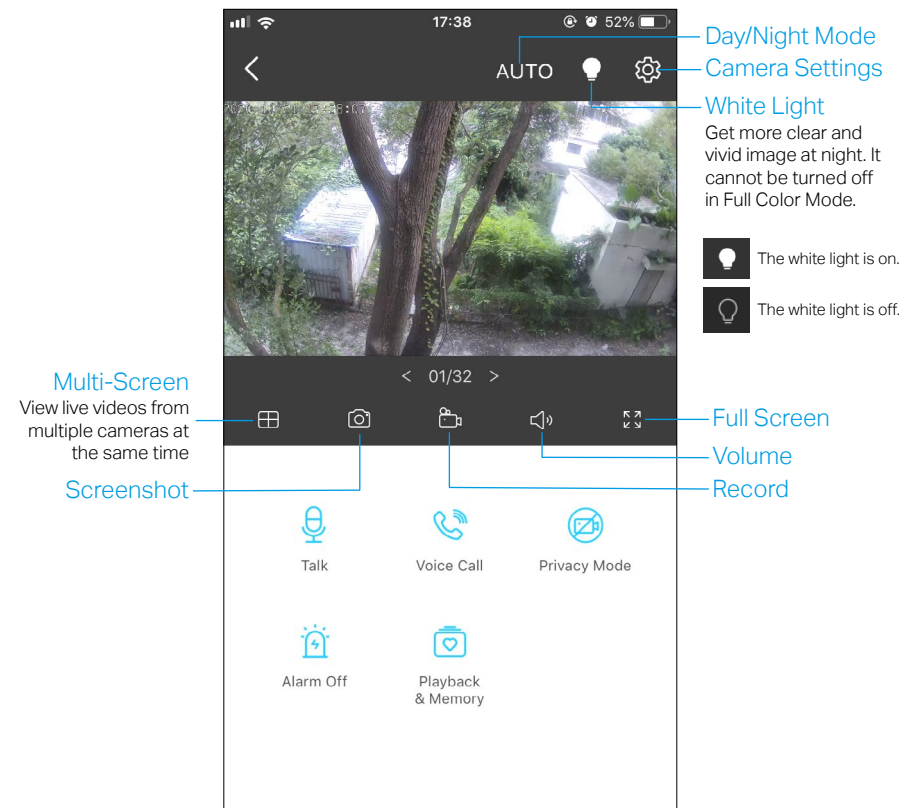 17:38
52%
Day/Night Mode
AUTO
Camera Settings
White Light
Get more clear and
vivid image at night. It
cannot be turned off
in Full Color Mode.
The white light is on.
The white light is off.
< 01/32 >
Multi-Screen
View live videos from
multiple cameras at
the same time
Full Screen
Volume
Screenshot
Record
Talk
Voice Call
Privacy Mode
Alarm Off
Playback
& Memory